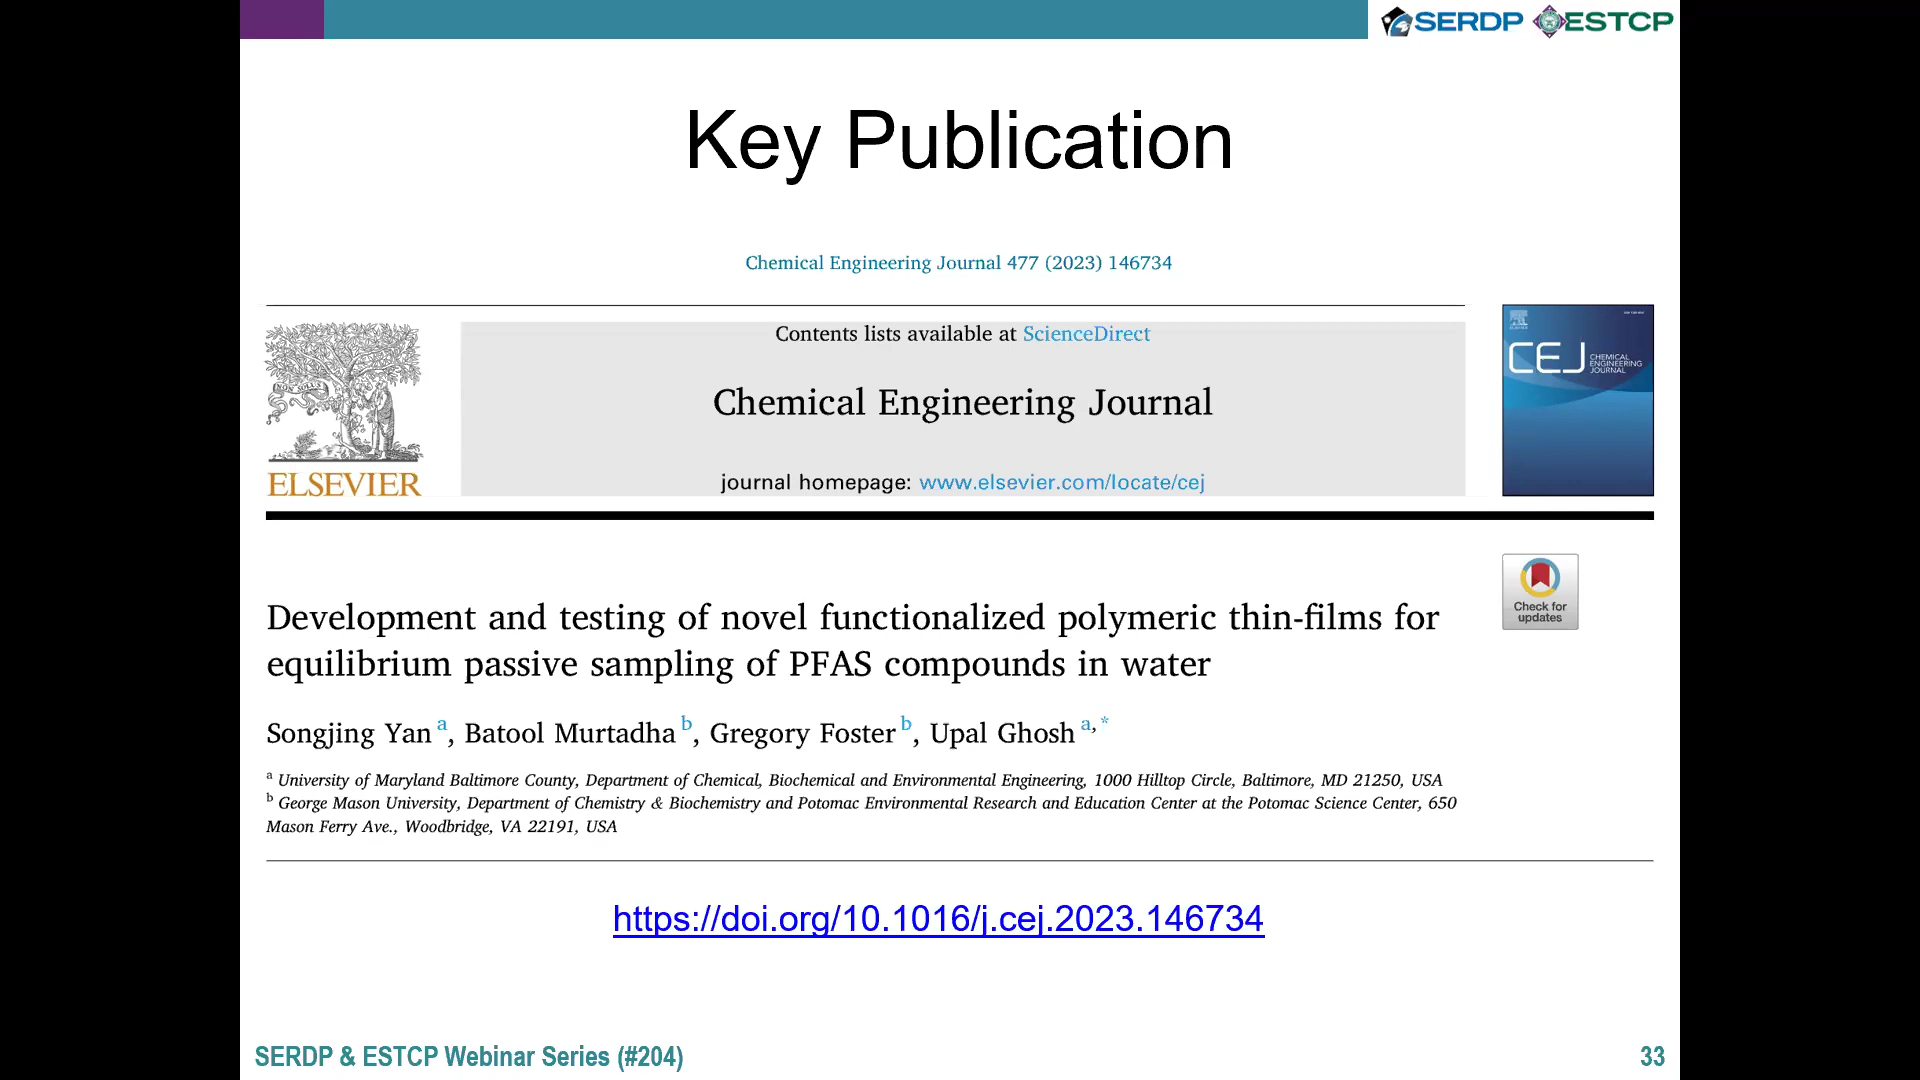 SERDP ESTCP
Key Publication
Chemical Engineering Journal 477 (2023) 146734
Contents lists available at ScienceDirect
Chemical Engineering Journal
journal homepage: www.elsevier.com/locate/cej
NON SOLUS
ELSEVIER
CEJ CHEMICAL
ENGINEERING
JOURNAL
Check for
updates
Development and testing of novel functionalized polymeric thin-films for
equilibrium passive sampling of PFAS compounds in water
Songjing Yan a, Batool Murtadha b, Gregory Foster b, Upal Ghosh a,*
a University of Maryland Baltimore County, Department of Chemical, Biochemical and Environmental Engineering, 1000 Hilltop Circle, Baltimore, MD 21250, USA
b George Mason University, Department of Chemistry & Biochemistry and Potomac Environmental Research and Education Center at the Potomac Science Center, 650
Mason Ferry Ave., Woodbridge, VA 22191, USA
https://doi.org/10.1016/j.cej.2023.146734
SERDP & ESTCP Webinar Series (#204)
33